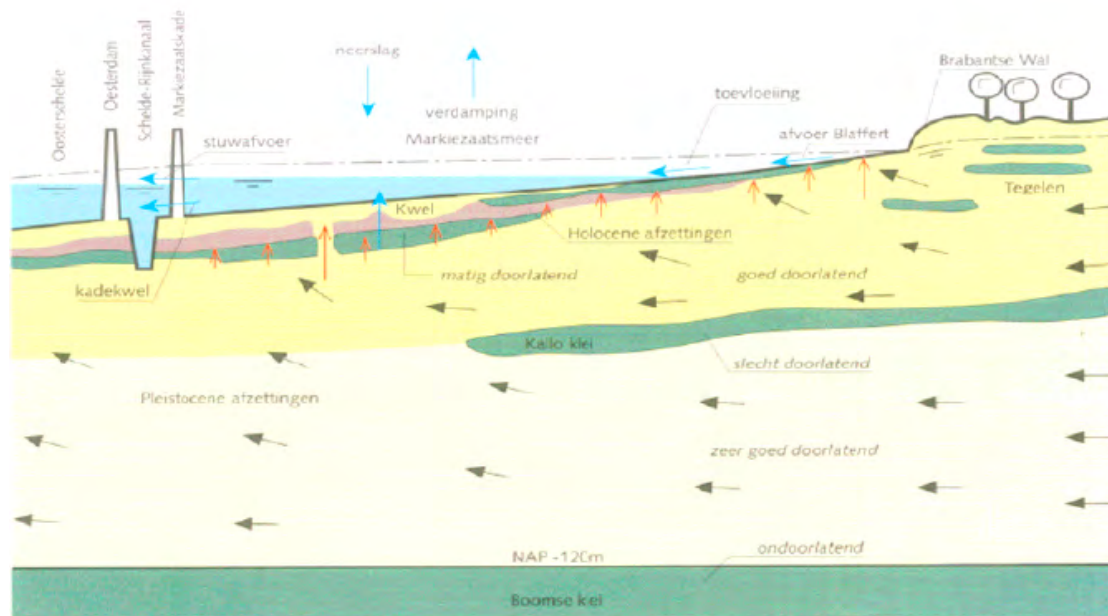 Oosterschelde
Oesterdam
Schelde-Rijnkanaal
Markiezaatskade
neerslag
verdamping
Markiezaatsmeer
stuwafvoer
toevloeiing
afvoer Blaffert
Brabantse Wal
Tegelen
Kwel
Holocene afzettingen
kadekwel
matig doorlatend
goed doorlatend
Kallo klei
slecht doorlatend
Pleistocene afzettingen
zeer goed doorlatend
NAP -120m
ondoorlatend
Boomse klei